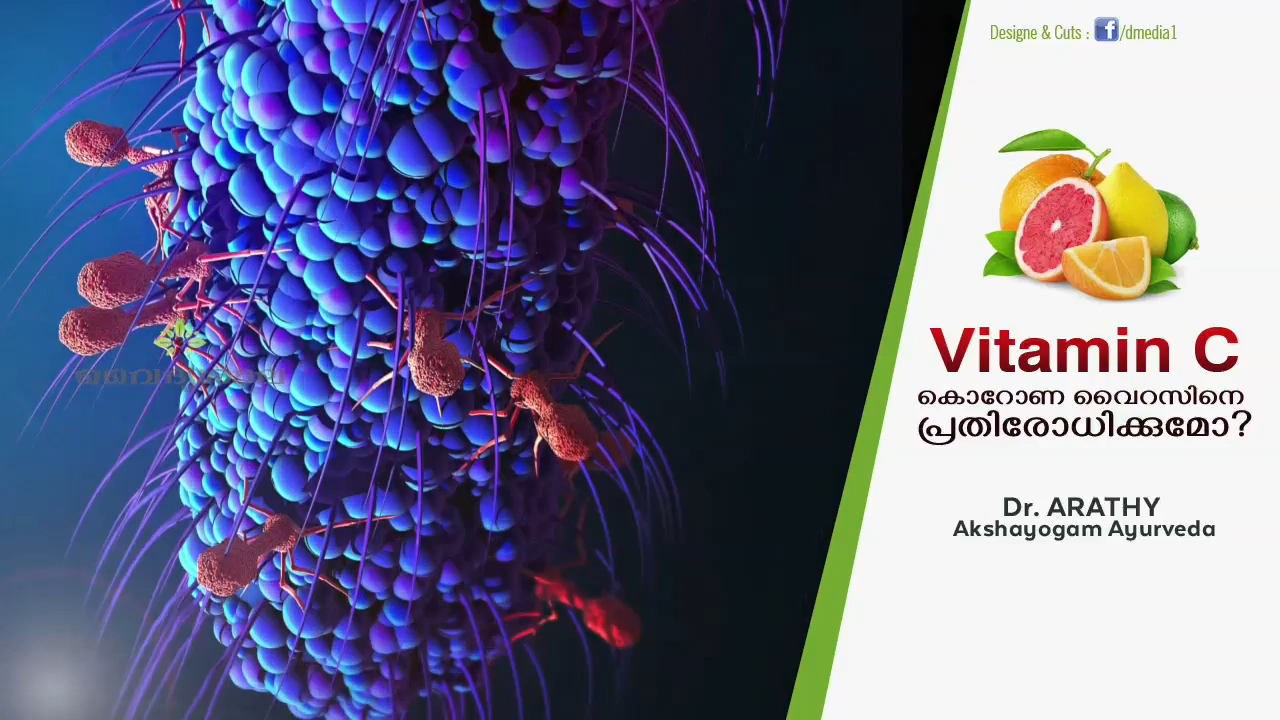 Designe & Cuts : f/dmedia1
Vitamin C
കൊറോണ വൈറസിനെ
പ്രതിരോധിക്കുമോ?
Dr. ARATHY
Akshayogam Ayurveda